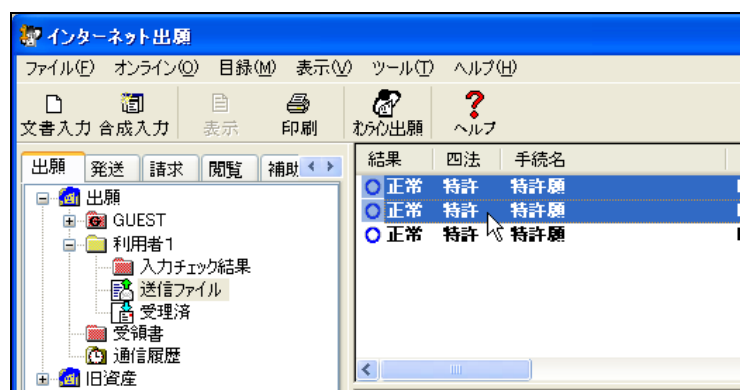 インターネット出願
ファイル(F) オンライン(O) 目録(M) 表示(V) ツール(T) ヘルプ(H)
文書入力 合成入力 表示 印刷 オンライン出願 ヘルプ
出願 発送 請求 閲覧 補助
結果 四法 手続名
正常 特許 特許願
正常 特許 特許願
正常 特許 特許願
出願
GUEST
利用者1
入力チェック結果
送信ファイル
受理済
受領書
通信履歴
旧資産